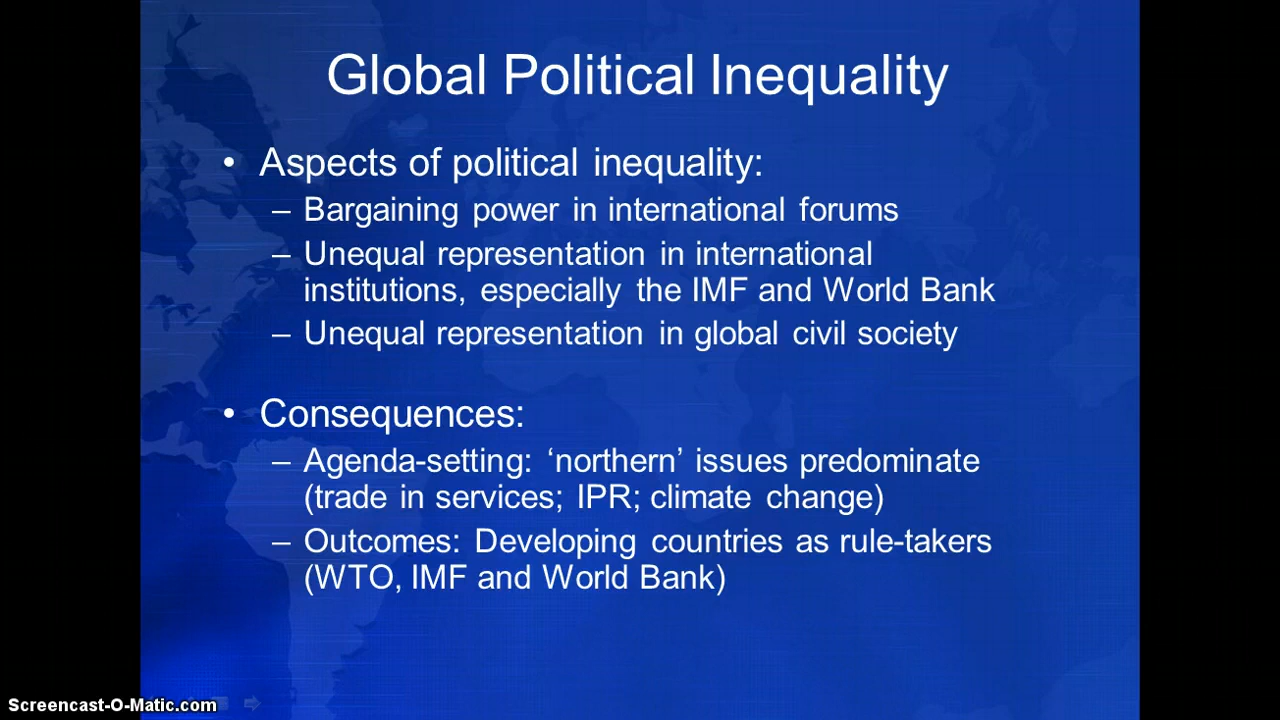 Global Political Inequality
• Aspects of political inequality:
– Bargaining power in international forums
– Unequal representation in international
institutions, especially the IMF and World Bank
– Unequal representation in global civil society
• Consequences:
– Agenda-setting: ‘northern’ issues predominate
(trade in services; IPR; climate change)
– Outcomes: Developing countries as rule-takers
(WTO, IMF and World Bank)
Screencast-O-Matic.com